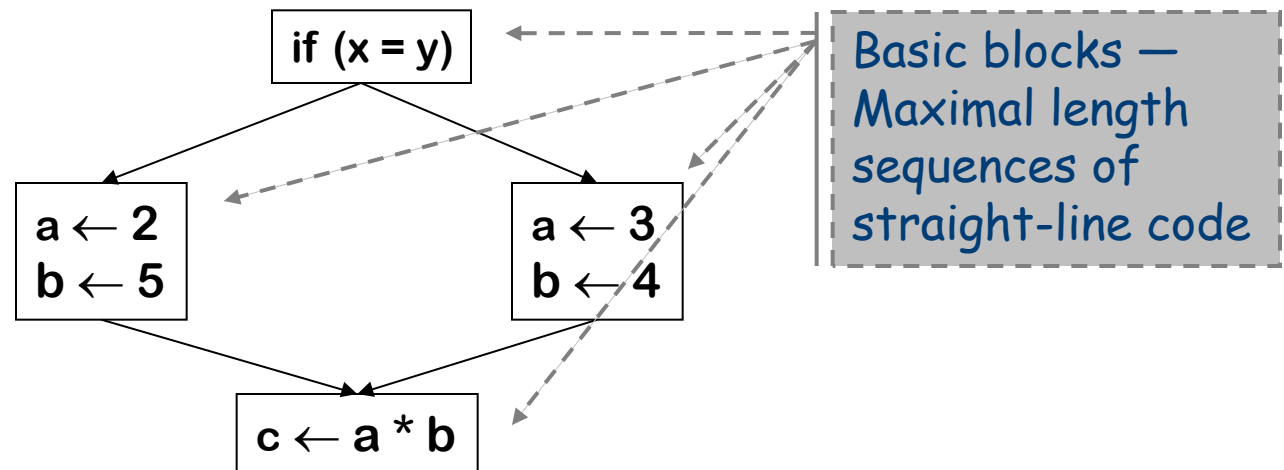 if (x = y)
Basic blocks —
Maximal length
sequences of
straight-line code
a ← 2
b ← 5
a ← 3
b ← 4
c ← a * b